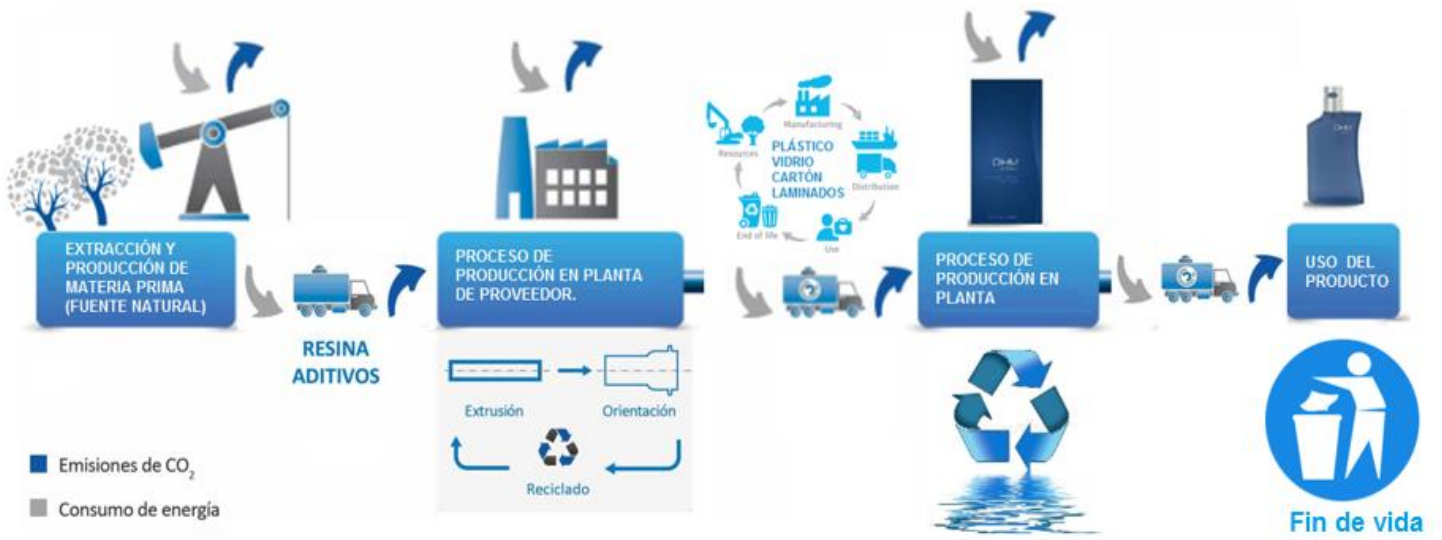 Manufacturing
Resources
PLÁSTICO
VIDRIO
CARTÓN
LAMINADOS
Distribution
End of life
Use
OHM
OHM
EXTRACCIÓN Y
PRODUCCIÓN DE
MATERIA PRIMA
(FUENTE NATURAL)
PROCESO DE
PRODUCCIÓN EN PLANTA
DE PROVEEDOR.
PROCESO DE
PRODUCCIÓN EN
PLANTA
USO DEL
PRODUCTO
RESINA
ADITIVOS
Extrusión
Orientación
Reciclado
Emisiones de CO₂
Consumo de energía
Fin de vida